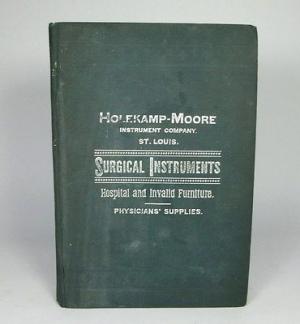 HOLEKAMP-MOORE
INSTRUMENT COMPANY.
ST. LOUIS.
SURGICAL INSTRUMENTS
Hospital and Invalid Furniture.
PHYSICIANS' SUPPLIES.